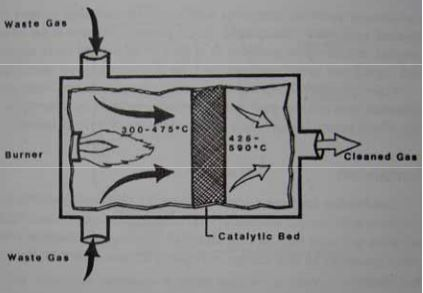 Waste Gas
300-475°C
425-
590°C
Burner
Cleaned Gas
Catalytic Bed
Waste Gas